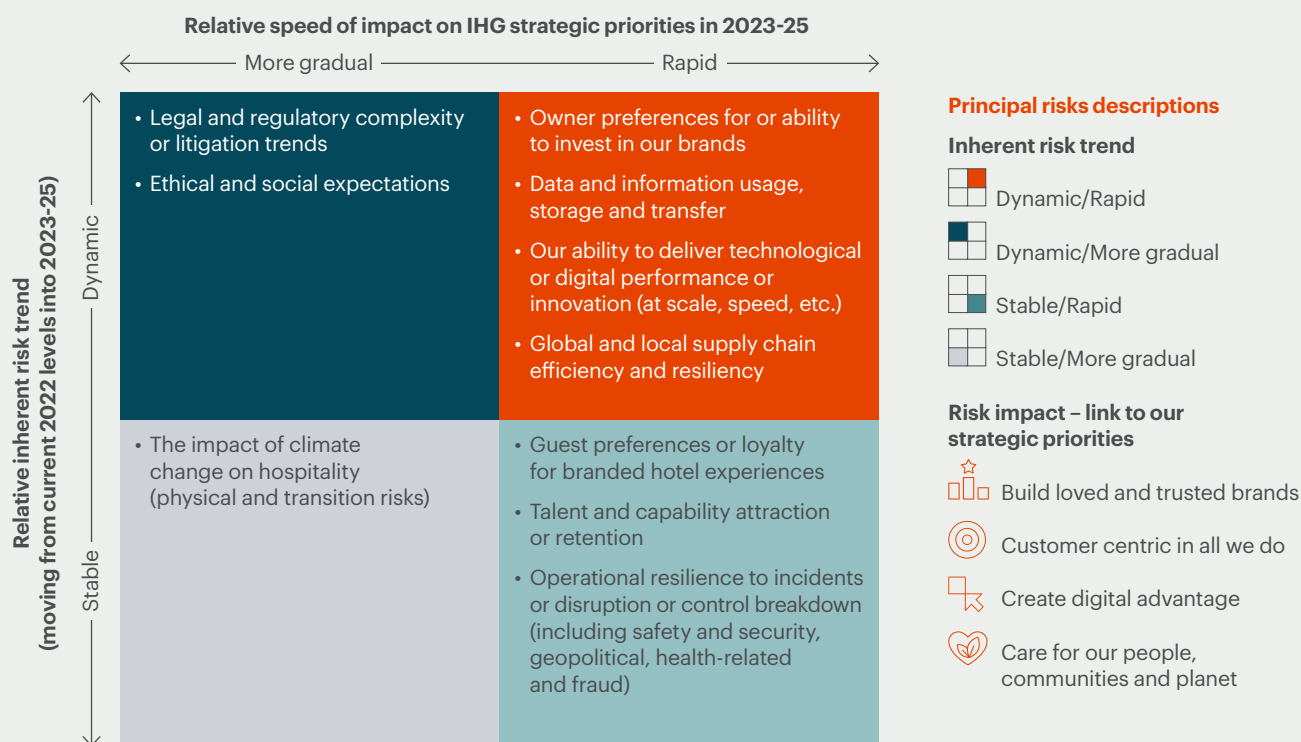 Relative speed of impact on IHG strategic priorities in 2023-25
More gradual
Rapid
Relative inherent risk trend
(moving from current 2022 levels into 2023-25)
Dynamic
Stable
• Legal and regulatory complexity
or litigation trends
• Ethical and social expectations
• Owner preferences for or ability
to invest in our brands
• Data and information usage,
storage and transfer
• Our ability to deliver technological
or digital performance or
innovation (at scale, speed, etc.)
• Global and local supply chain
efficiency and resiliency
• The impact of climate
change on hospitality
(physical and transition risks)
• Guest preferences or loyalty
for branded hotel experiences
• Talent and capability attraction
or retention
• Operational resilience to incidents
or disruption or control breakdown
(including safety and security,
geopolitical, health-related
and fraud)
Principal risks descriptions
Inherent risk trend
Dynamic/Rapid
Dynamic/More gradual
Stable/Rapid
Stable/More gradual
Risk impact – link to our
strategic priorities
Build loved and trusted brands
Customer centric in all we do
Create digital advantage
Care for our people,
communities and planet